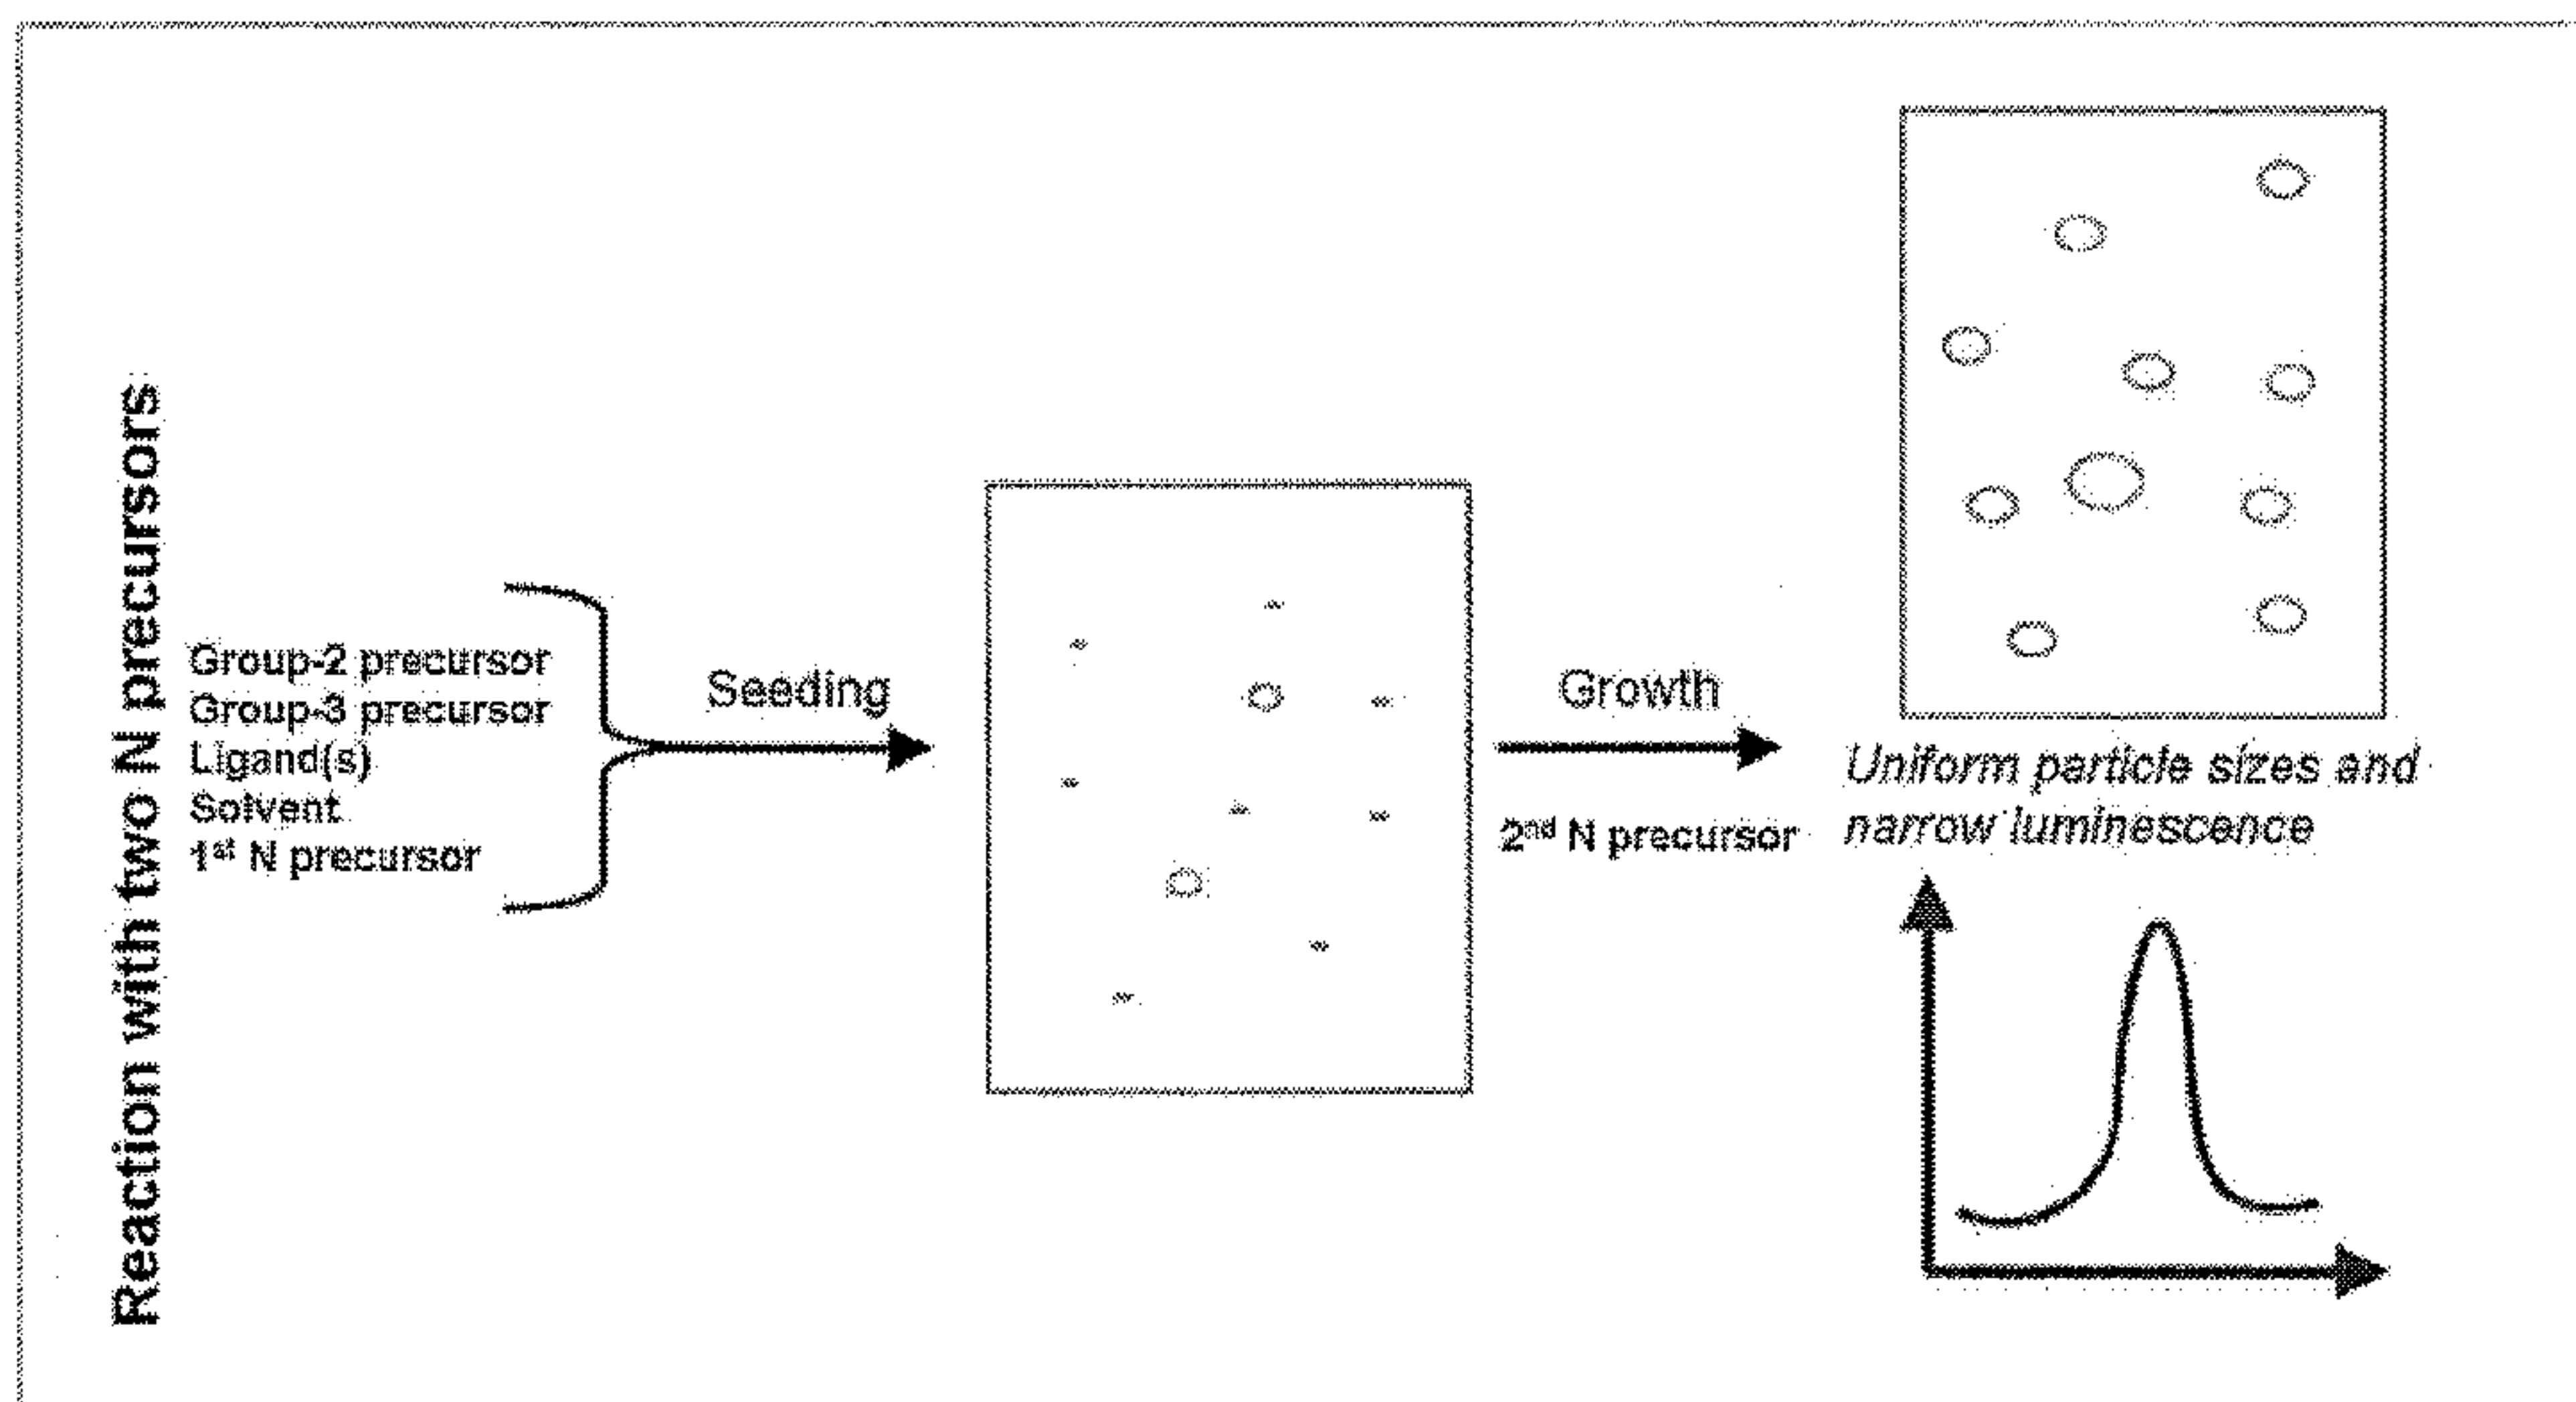 Reaction with two N precursors
Group-2 precursor
Group-3 precursor
Ligand(s)
Solvent
1st N precursor
Seeding
Growth
2nd N precursor
Uniform particle sizes and
narrow luminescence